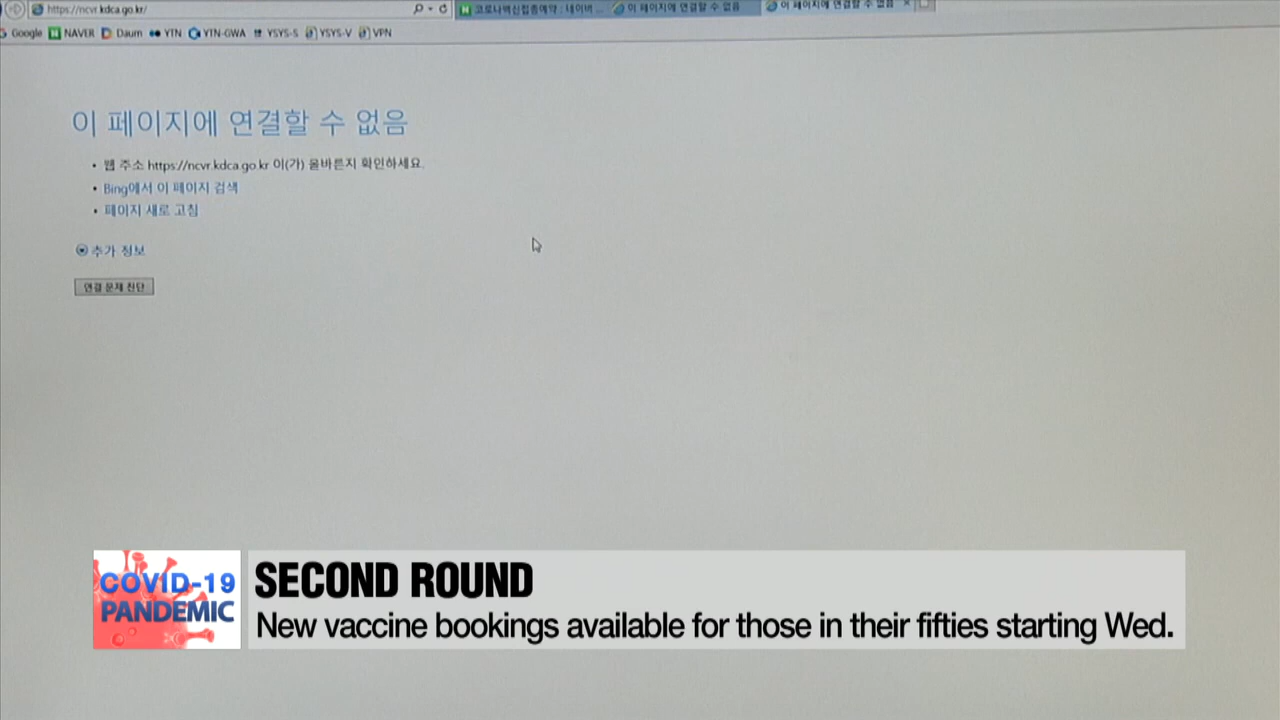 https://ncvr.kdca.go.kr/
코로나백신접종예약 : 네이버 ...
이 페이지에 연결할 수 없음
이 페이지에 연결할 수 없음
Google NAVER Daum YTN YTN-GWA YSYS-S YSYS-V VPN
이 페이지에 연결할 수 없음
• 웹 주소 https://ncvr.kdca.go.kr 이(가) 올바른지 확인하세요.
• Bing에서 이 페이지 검색
• 페이지 새로 고침
추가 정보
연결 문제 진단
COVID-19
PANDEMIC
SECOND ROUND
New vaccine bookings available for those in their fifties starting Wed.